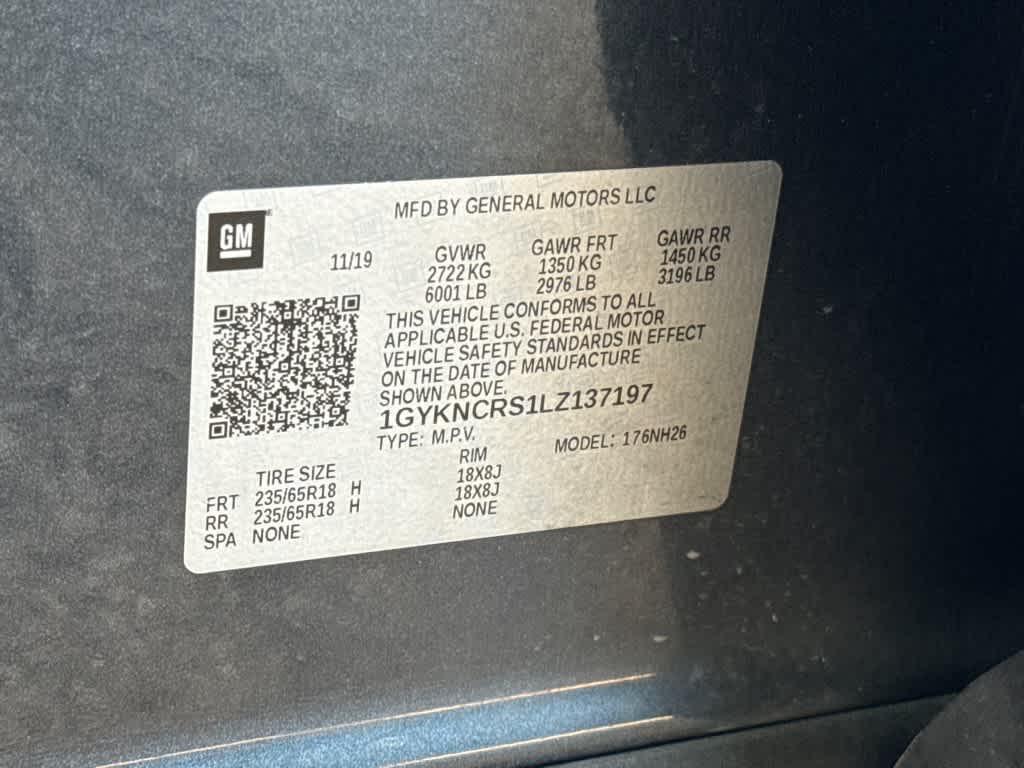 MFD BY GENERAL MOTORS LLC
GM
11/19 GVWR GAWR FRT GAWR RR
2722 KG 1350 KG 1450 KG
6001 LB 2976 LB 3196 LB
THIS VEHICLE CONFORMS TO ALL
APPLICABLE U.S. FEDERAL MOTOR
VEHICLE SAFETY STANDARDS IN EFFECT
ON THE DATE OF MANUFACTURE
SHOWN ABOVE.
1GYKNCRS1LZ137197
TYPE: M.P.V. MODEL: 176NH26
TIRE SIZE RIM
FRT 235/65R18 H 18X8J
RR 235/65R18 H 18X8J
SPA NONE NONE